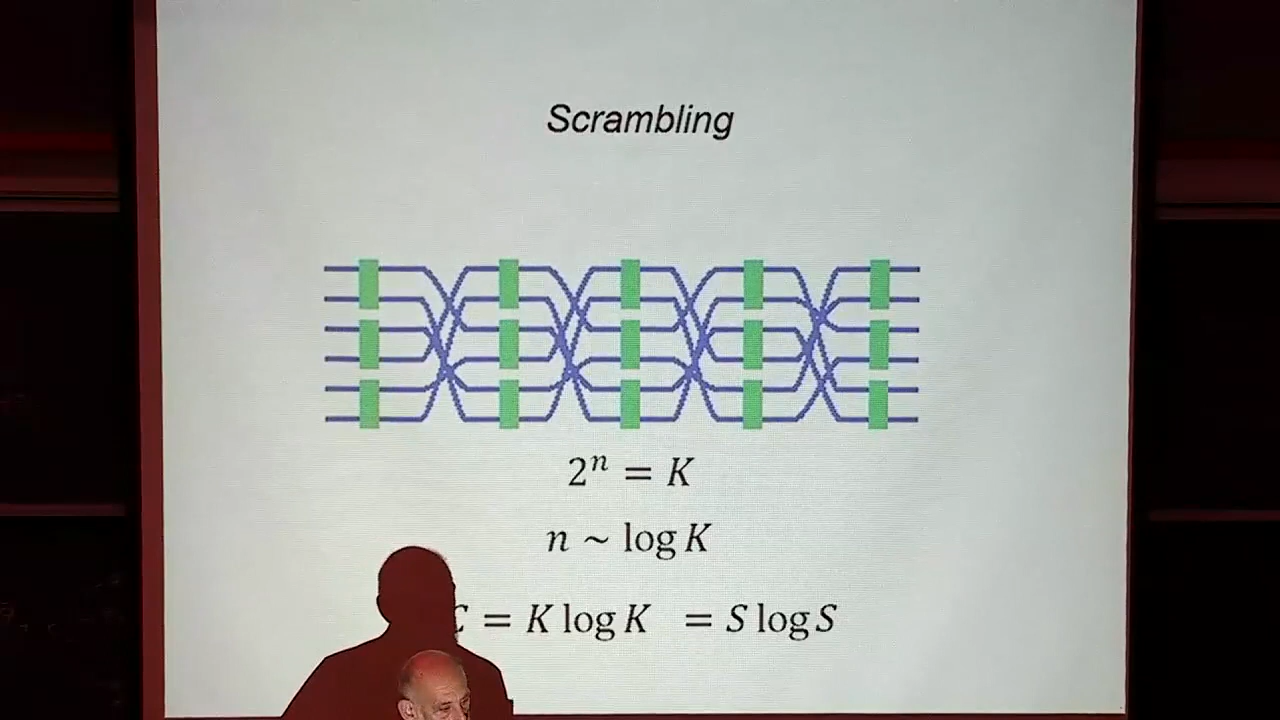 Scrambling
2ⁿ = K
n ~ log K
C = K log K = S log S